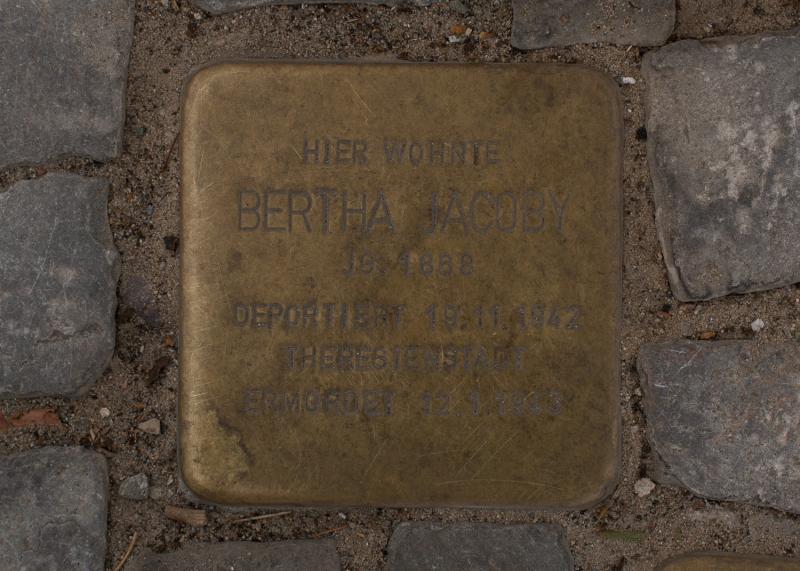 HIER WOHNTE
BERTHA JACOBY
JG. 1888
DEPORTIERT 19.11.1942
THERESIENSTADT
ERMORDET 12.1.1943